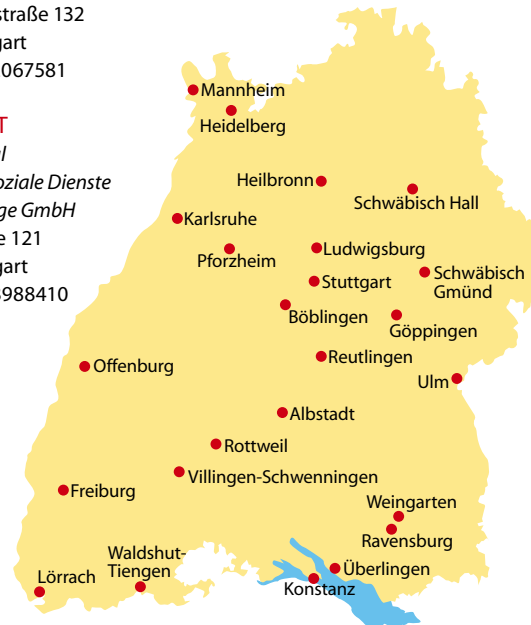 straße 132
gart
067581
T
l
oziale Dienste
ge GmbH
e 121
gart
988410
Mannheim
Heidelberg
Heilbronn
Schwäbisch Hall
Karlsruhe
Pforzheim
Ludwigsburg
Stuttgart
Schwäbisch
Gmünd
Böblingen
Göppingen
Reutlingen
Offenburg
Ulm
Albstadt
Rottweil
Villingen-Schwenningen
Freiburg
Weingarten
Ravensburg
Waldshut-
Tiengen
Überlingen
Lörrach
Konstanz